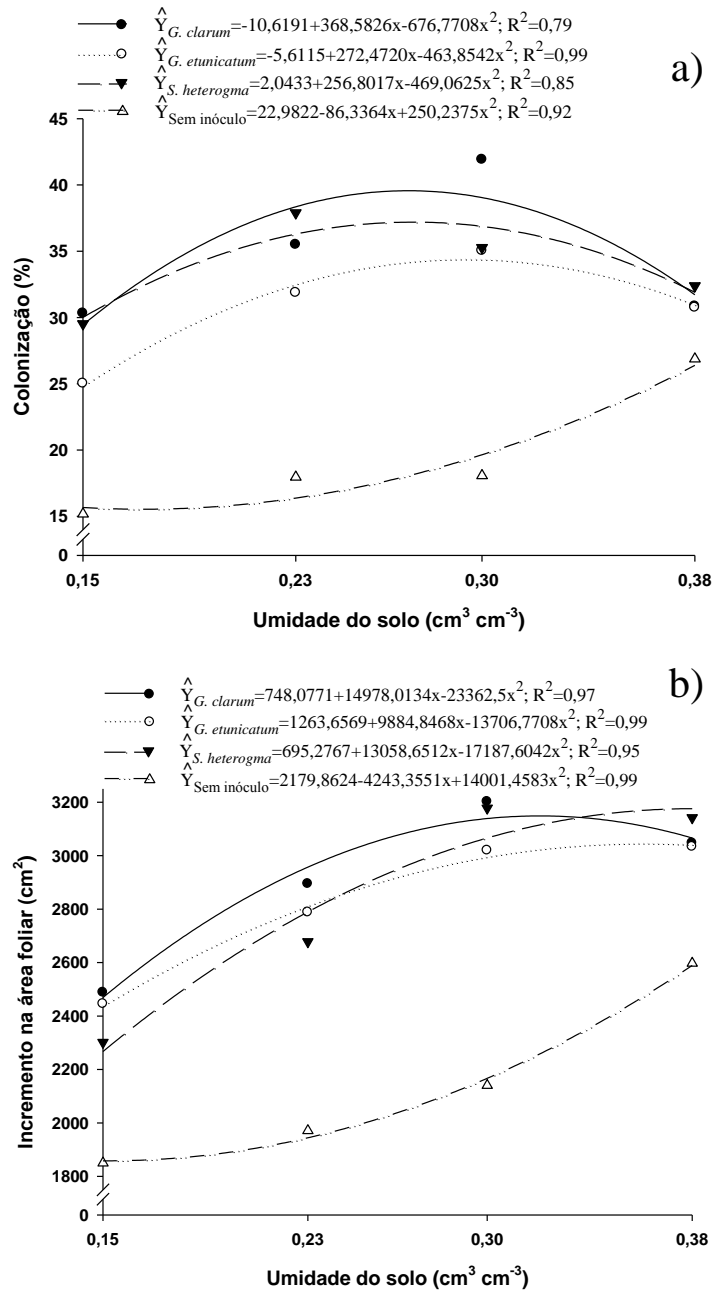 Ŷ G. clarum=-10,6191+368,5826x-676,7708x²; R²=0,79
Ŷ G. etunicatum=-5,6115+272,4720x-463,8542x²; R²=0,99
Ŷ S. heterogma=2,0433+256,8017x-469,0625x²; R²=0,85
Ŷ Sem inóculo=22,9822-86,3364x+250,2375x²; R²=0,92
a)
45
40
35
30
25
20
15
0
Colonização (%)
0,15 0,23 0,30 0,38
Umidade do solo (cm³ cm⁻³)
Ŷ G. clarum=748,0771+14978,0134x-23362,5x²; R²=0,97
Ŷ G. etunicatum=1263,6569+9884,8468x-13706,7708x²; R²=0,99
Ŷ S. heterogma=695,2767+13058,6512x-17187,6042x²; R²=0,95
Ŷ Sem inóculo=2179,8624-4243,3551x+14001,4583x²; R²=0,99
b)
3200
3000
2800
2600
2400
2200
2000
1800
0
Incremento na área foliar (cm²)
0,15 0,23 0,30 0,38
Umidade do solo (cm³ cm⁻³)